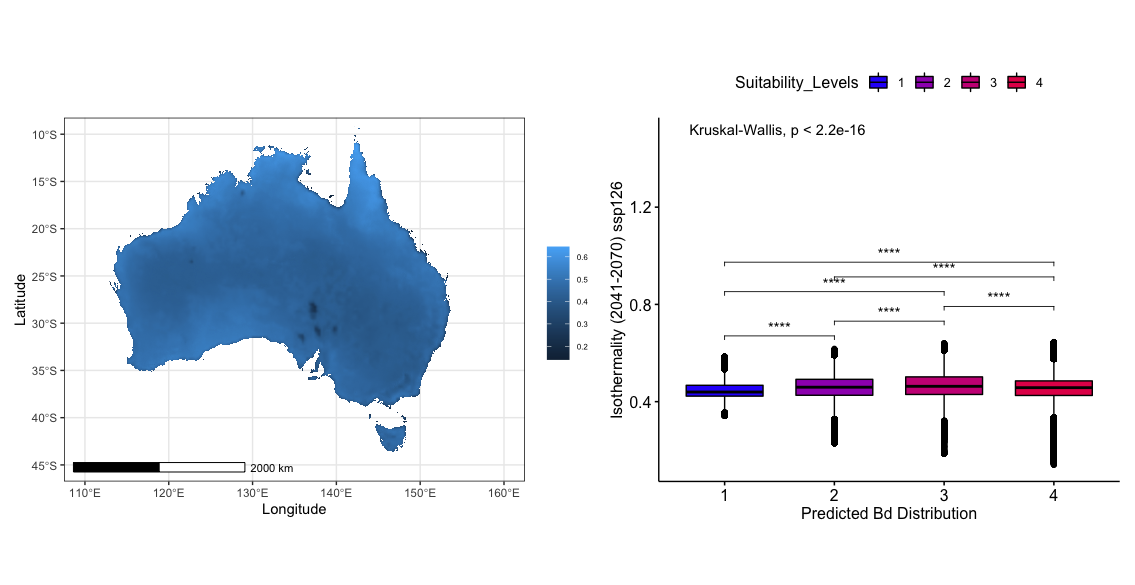 10°S
15°S
20°S
25°S
30°S
35°S
40°S
45°S
Latitude
2000 km
110°E 120°E 130°E 140°E 150°E 160°E
Longitude
0.6
0.5
0.4
0.3
0.2
Suitability_Levels 1 2 3 4
Kruskal-Wallis, p < 2.2e-16
Isothermality (2041-2070) ssp126
1.2
0.8
0.4
****
****
****
****
****
****
1 2 3 4
Predicted Bd Distribution